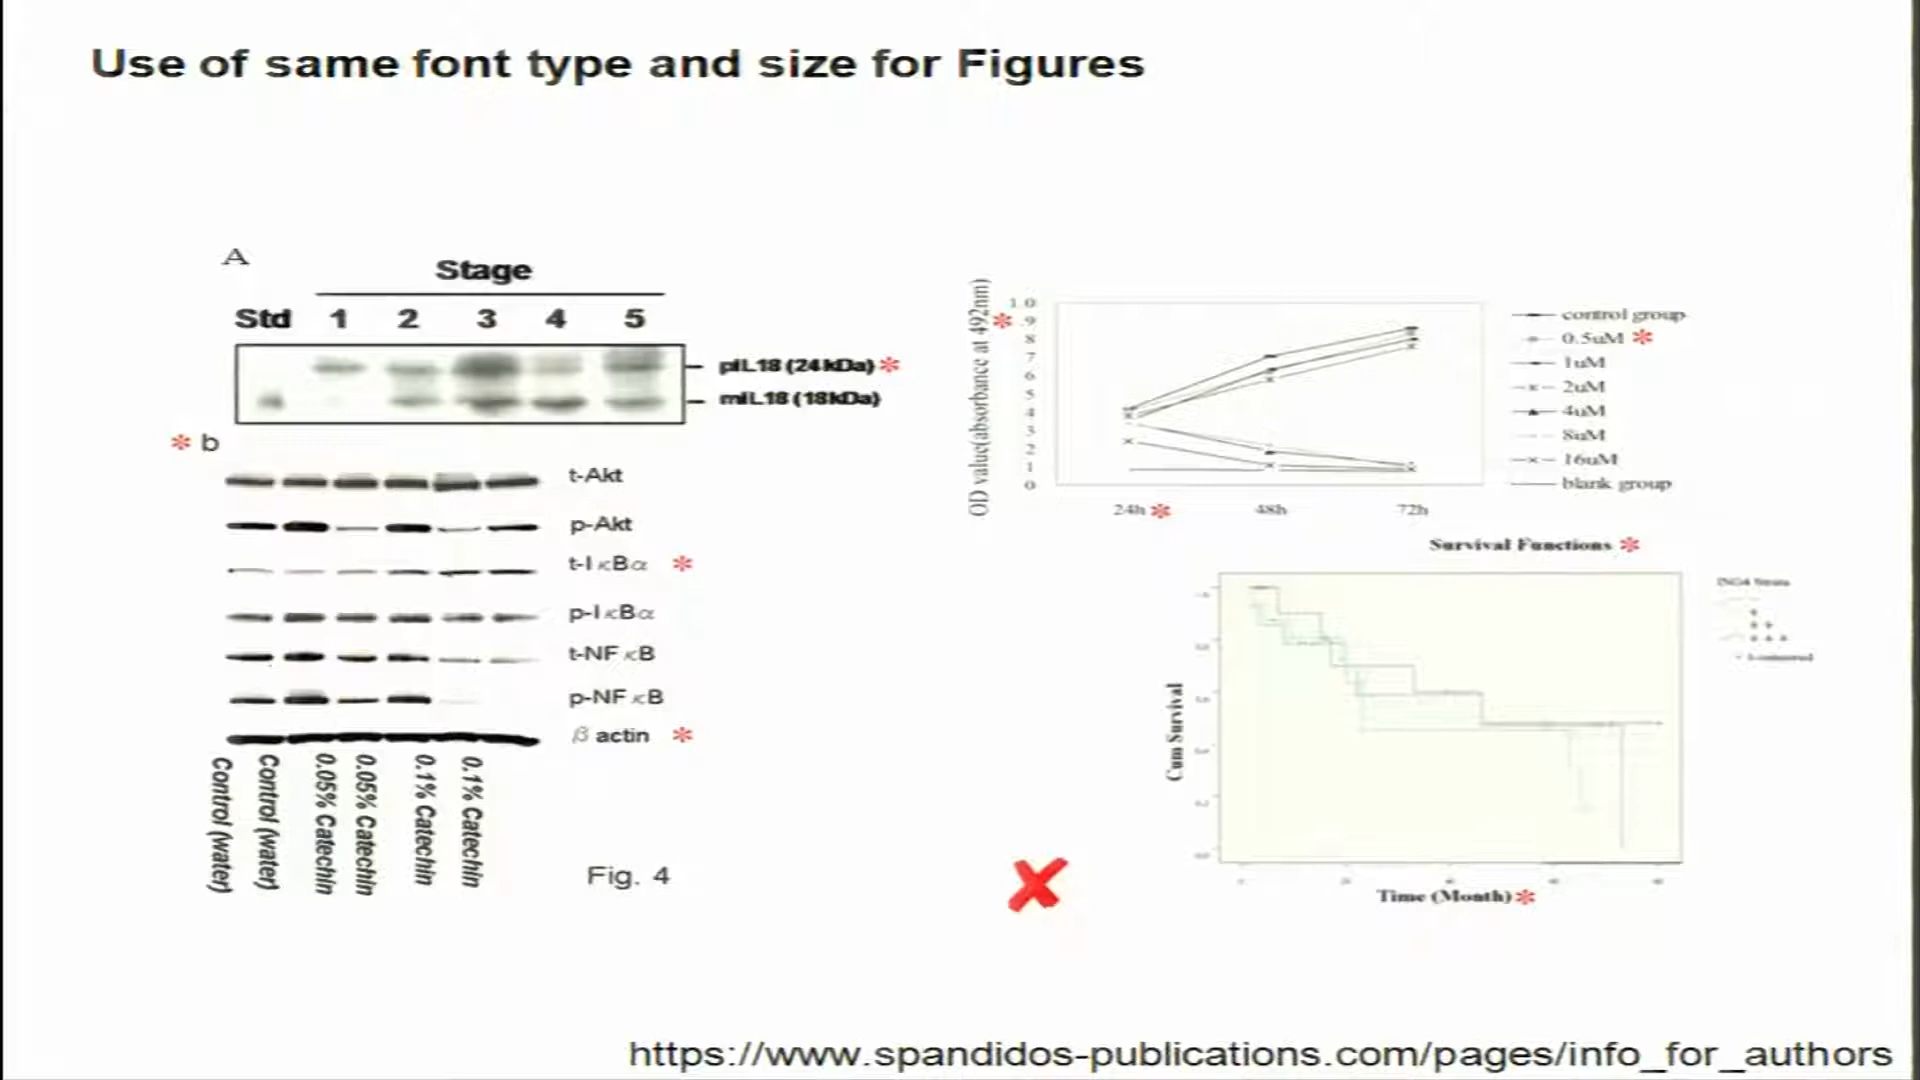 Use of same font type and size for Figures
A
Stage
Std 1 2 3 4 5
pIL18 (24kDa) *
mIL18 (18kDa)
* b
t-Akt
p-Akt
t-IκBα *
p-IκBα
t-NFκB
p-NFκB
β actin *
Control (water)
Control (water)
0.05% Catechin
0.05% Catechin
0.1% Catechin
0.1% Catechin
Fig. 4
OD value(absorbance at 492nm)
*
1 0
.9
8
7
6
5
4
3
2
1
0
24h * 48h 72h
control group
0.5uM *
1uM
2uM
4uM
8uM
16uM
blank group
Survival Functions *
Cum Survival
Time (Month) *
https://www.spandidos-publications.com/pages/info_for_authors